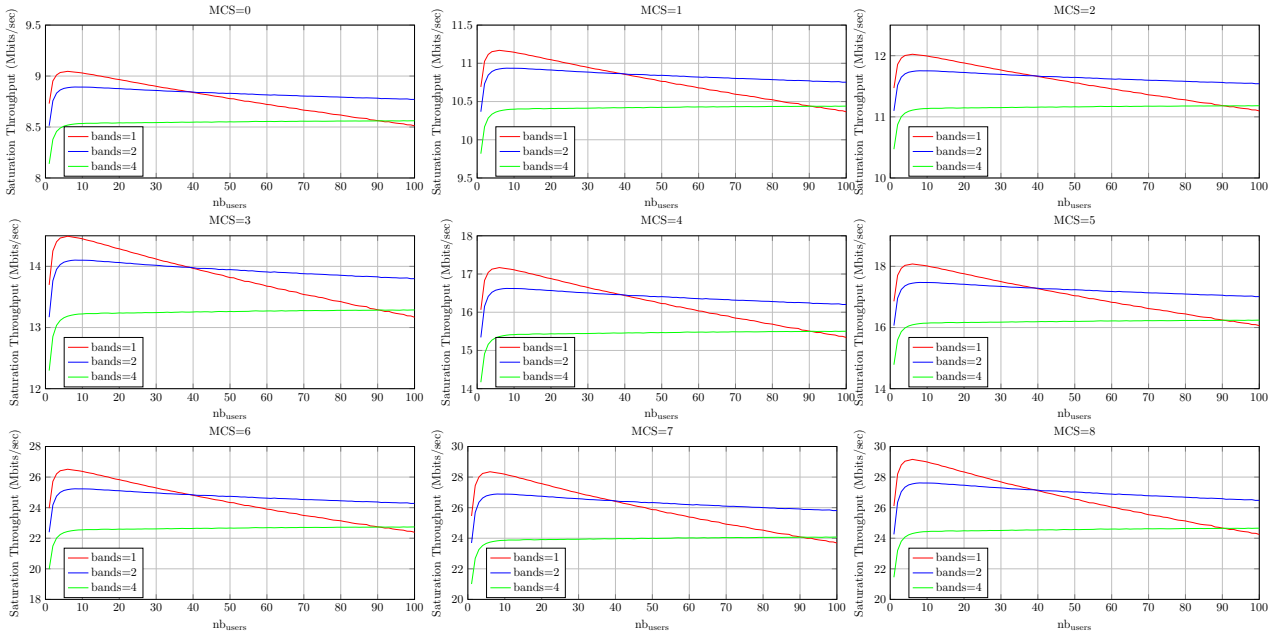 MCS=0
Saturation Throughput (Mbits/sec)
9.5
9
8.5
8
bands=1
bands=2
bands=4
0 10 20 30 40 50 60 70 80 90 100
nb_users
MCS=1
Saturation Throughput (Mbits/sec)
11.5
11
10.5
10
9.5
bands=1
bands=2
bands=4
0 10 20 30 40 50 60 70 80 90 100
nb_users
MCS=2
Saturation Throughput (Mbits/sec)
12
11
10
bands=1
bands=2
bands=4
0 10 20 30 40 50 60 70 80 90 100
nb_users
MCS=3
Saturation Throughput (Mbits/sec)
14
13
12
bands=1
bands=2
bands=4
0 10 20 30 40 50 60 70 80 90 100
nb_users
MCS=4
Saturation Throughput (Mbits/sec)
18
17
16
15
14
bands=1
bands=2
bands=4
0 10 20 30 40 50 60 70 80 90 100
nb_users
MCS=5
Saturation Throughput (Mbits/sec)
18
16
14
bands=1
bands=2
bands=4
0 10 20 30 40 50 60 70 80 90 100
nb_users
MCS=6
Saturation Throughput (Mbits/sec)
28
26
24
22
20
18
bands=1
bands=2
bands=4
0 10 20 30 40 50 60 70 80 90 100
nb_users
MCS=7
Saturation Throughput (Mbits/sec)
30
28
26
24
22
20
bands=1
bands=2
bands=4
0 10 20 30 40 50 60 70 80 90 100
nb_users
MCS=8
Saturation Throughput (Mbits/sec)
30
28
26
24
22
20
bands=1
bands=2
bands=4
0 10 20 30 40 50 60 70 80 90 100
nb_users